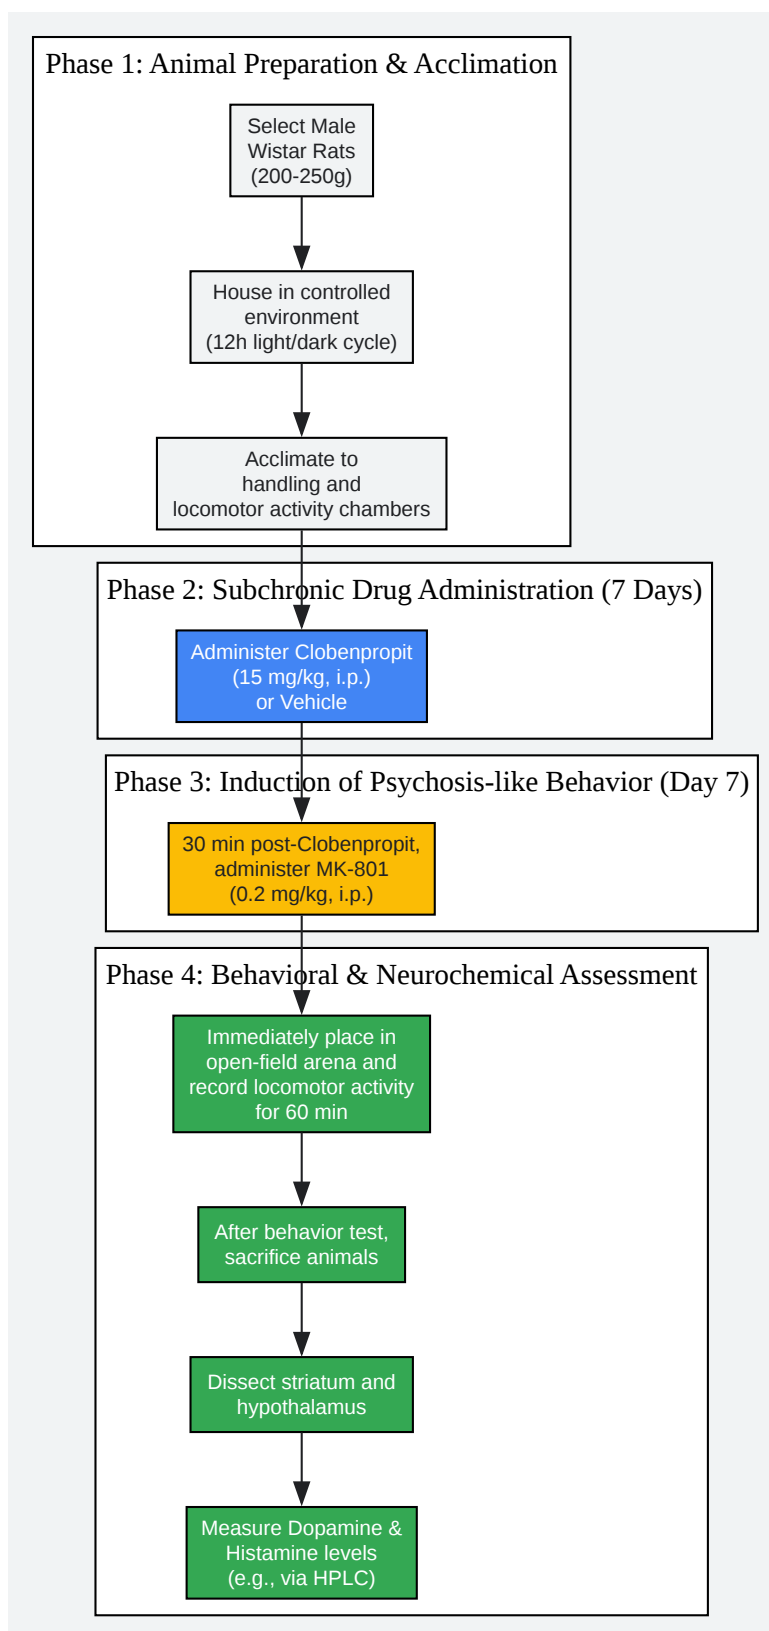 Phase 1: Animal Preparation & Acclimation
Select Male
Wistar Rats
(200-250g)
House in controlled
environment
(12h light/dark cycle)
Acclimate to
handling and
locomotor activity chambers
Phase 2: Subchronic Drug Administration (7 Days)
Administer Clobenpropit
(15 mg/kg, i.p.)
or Vehicle
Phase 3: Induction of Psychosis-like Behavior (Day 7)
30 min post-Clobenpropit,
administer MK-801
(0.2 mg/kg, i.p.)
Phase 4: Behavioral & Neurochemical Assessment
Immediately place in
open-field arena and
record locomotor activity
for 60 min
After behavior test,
sacrifice animals
Dissect striatum and
hypothalamus
Measure Dopamine &
Histamine levels
(e.g., via HPLC)